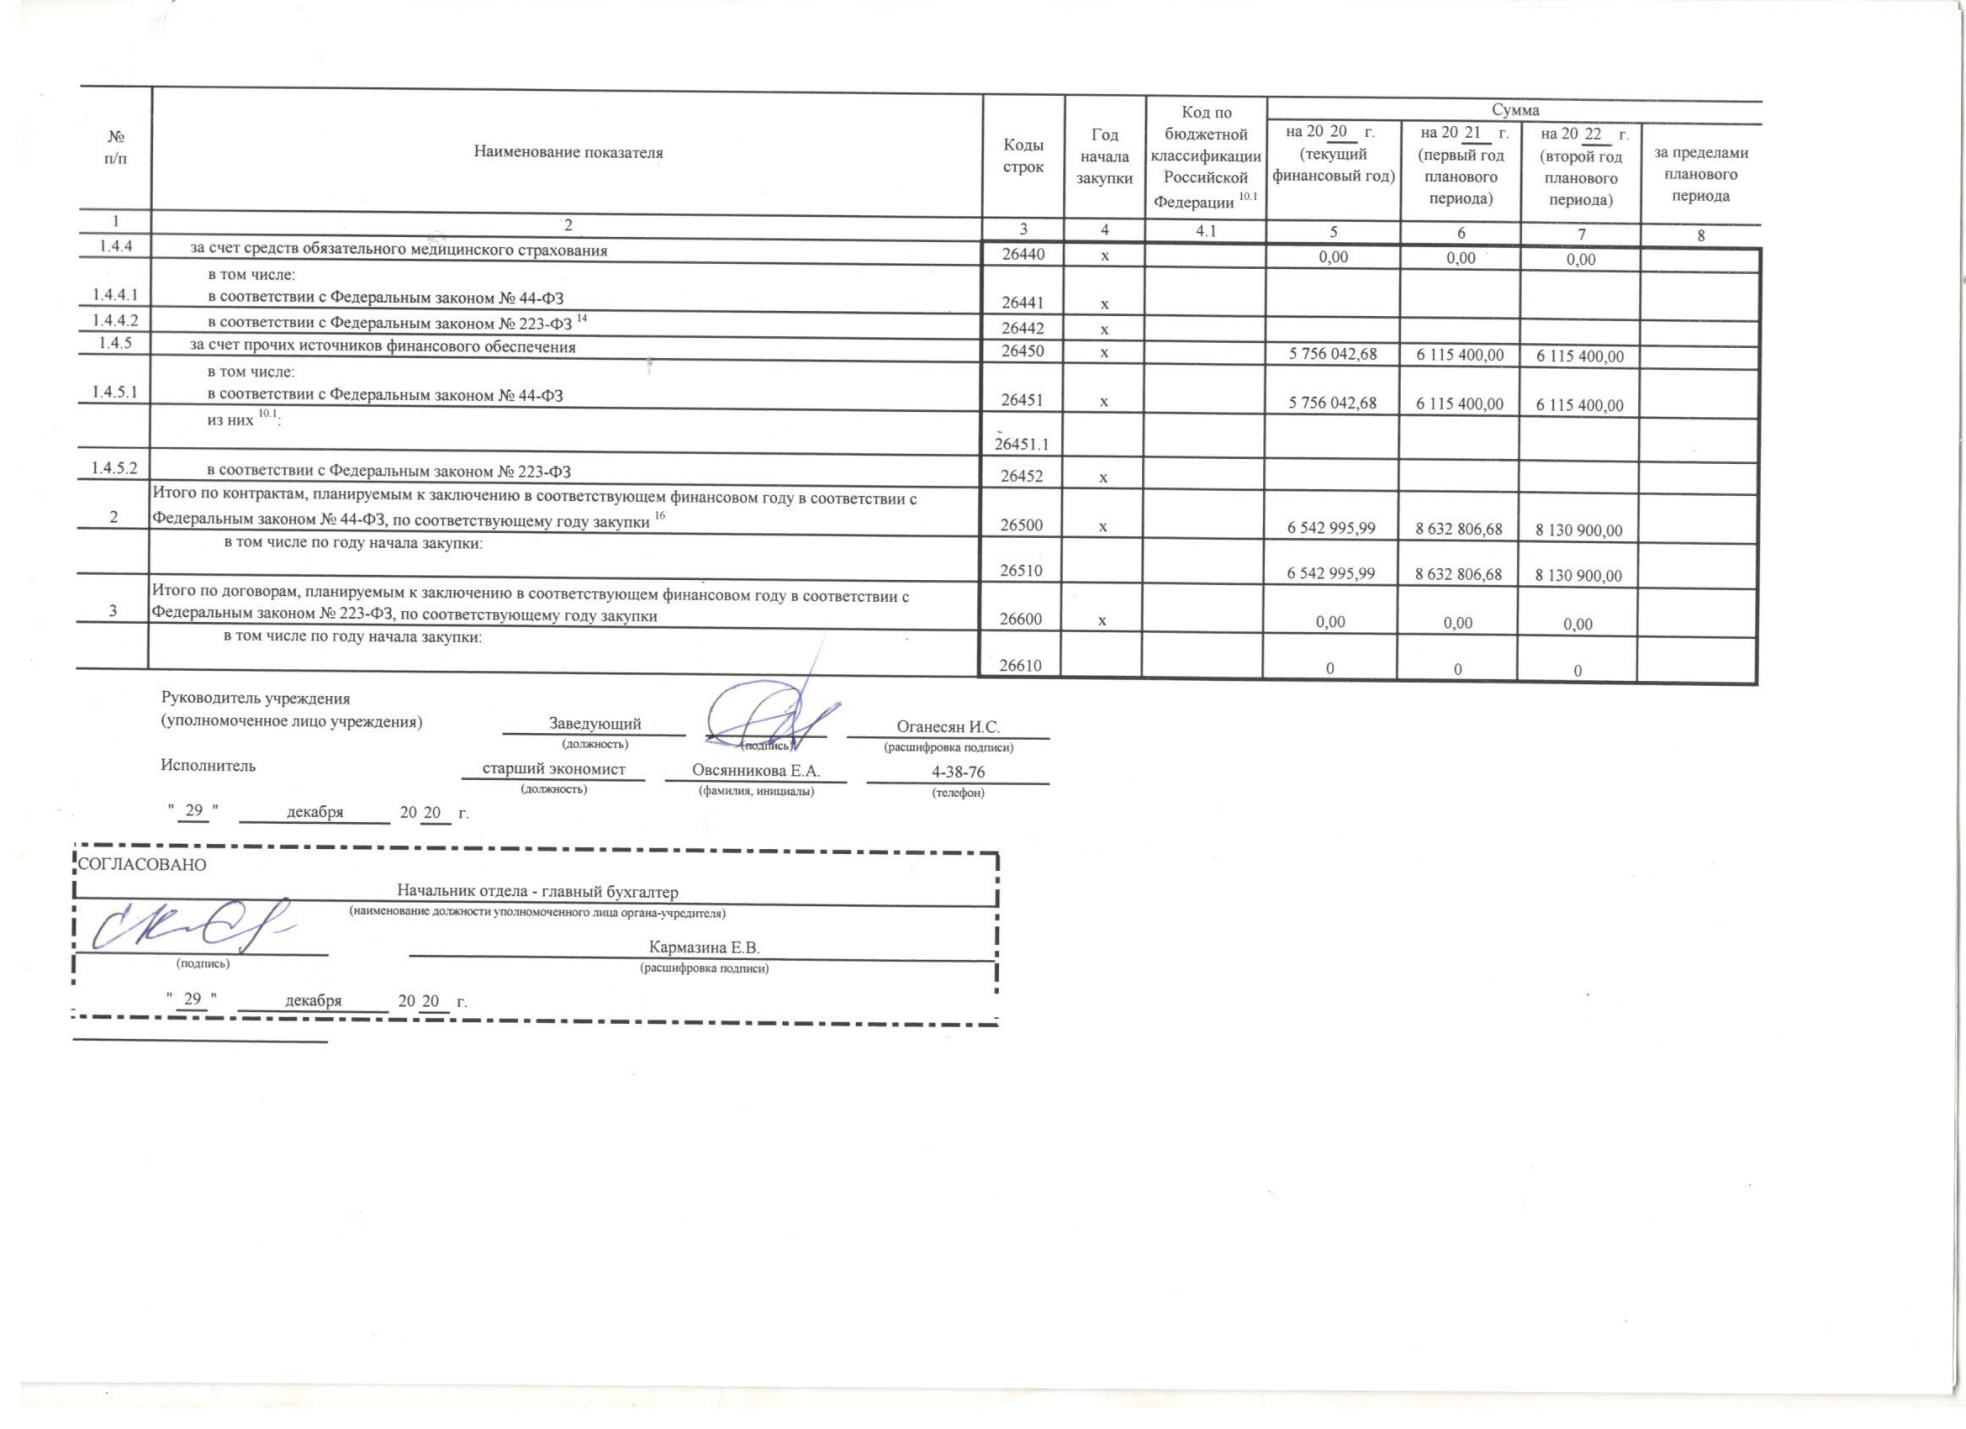 № п/п
Наименование показателя
Коды строк
Год начала закупки
Код по бюджетной классификации Российской Федерации 10.1
Сумма
на 20 20 г. (текущий финансовый год)
на 20 21 г. (первый год планового периода)
на 20 22 г. (второй год планового периода)
за пределами планового периода
1 2 3 4 4.1 5 6 7 8
1.4.4 за счет средств обязательного медицинского страхования 26440 х 0,00 0,00 0,00
в том числе:
1.4.4.1 в соответствии с Федеральным законом № 44-ФЗ 26441 х
1.4.4.2 в соответствии с Федеральным законом № 223-ФЗ 14 26442 х
1.4.5 за счет прочих источников финансового обеспечения 26450 х 5 756 042,68 6 115 400,00 6 115 400,00
в том числе:
1.4.5.1 в соответствии с Федеральным законом № 44-ФЗ 26451 х 5 756 042,68 6 115 400,00 6 115 400,00
из них 10.1:
26451.1
1.4.5.2 в соответствии с Федеральным законом № 223-ФЗ 26452 х
Итого по контрактам, планируемым к заключению в соответствующем финансовом году в соответствии с
2 Федеральным законом № 44-ФЗ, по соответствующему году закупки 16 26500 х 6 542 995,99 8 632 806,68 8 130 900,00
в том числе по году начала закупки:
26510 6 542 995,99 8 632 806,68 8 130 900,00
Итого по договорам, планируемым к заключению в соответствующем финансовом году в соответствии с
3 Федеральным законом № 223-ФЗ, по соответствующему году закупки 26600 х 0,00 0,00 0,00
в том числе по году начала закупки:
26610 0 0 0
Руководитель учреждения
(уполномоченное лицо учреждения) Заведующий Оганесян И.С.
(должность) (подпись) (расшифровка подписи)
Исполнитель старший экономист Овсянникова Е.А. 4-38-76
(должность) (фамилия, инициалы) (телефон)
" 29 " декабря 20 20 г.
СОГЛАСОВАНО
Начальник отдела - главный бухгалтер
(наименование должности уполномоченного лица органа-учредителя)
Кармазина Е.В.
(подпись) (расшифровка подписи)
" 29 " декабря 20 20 г.